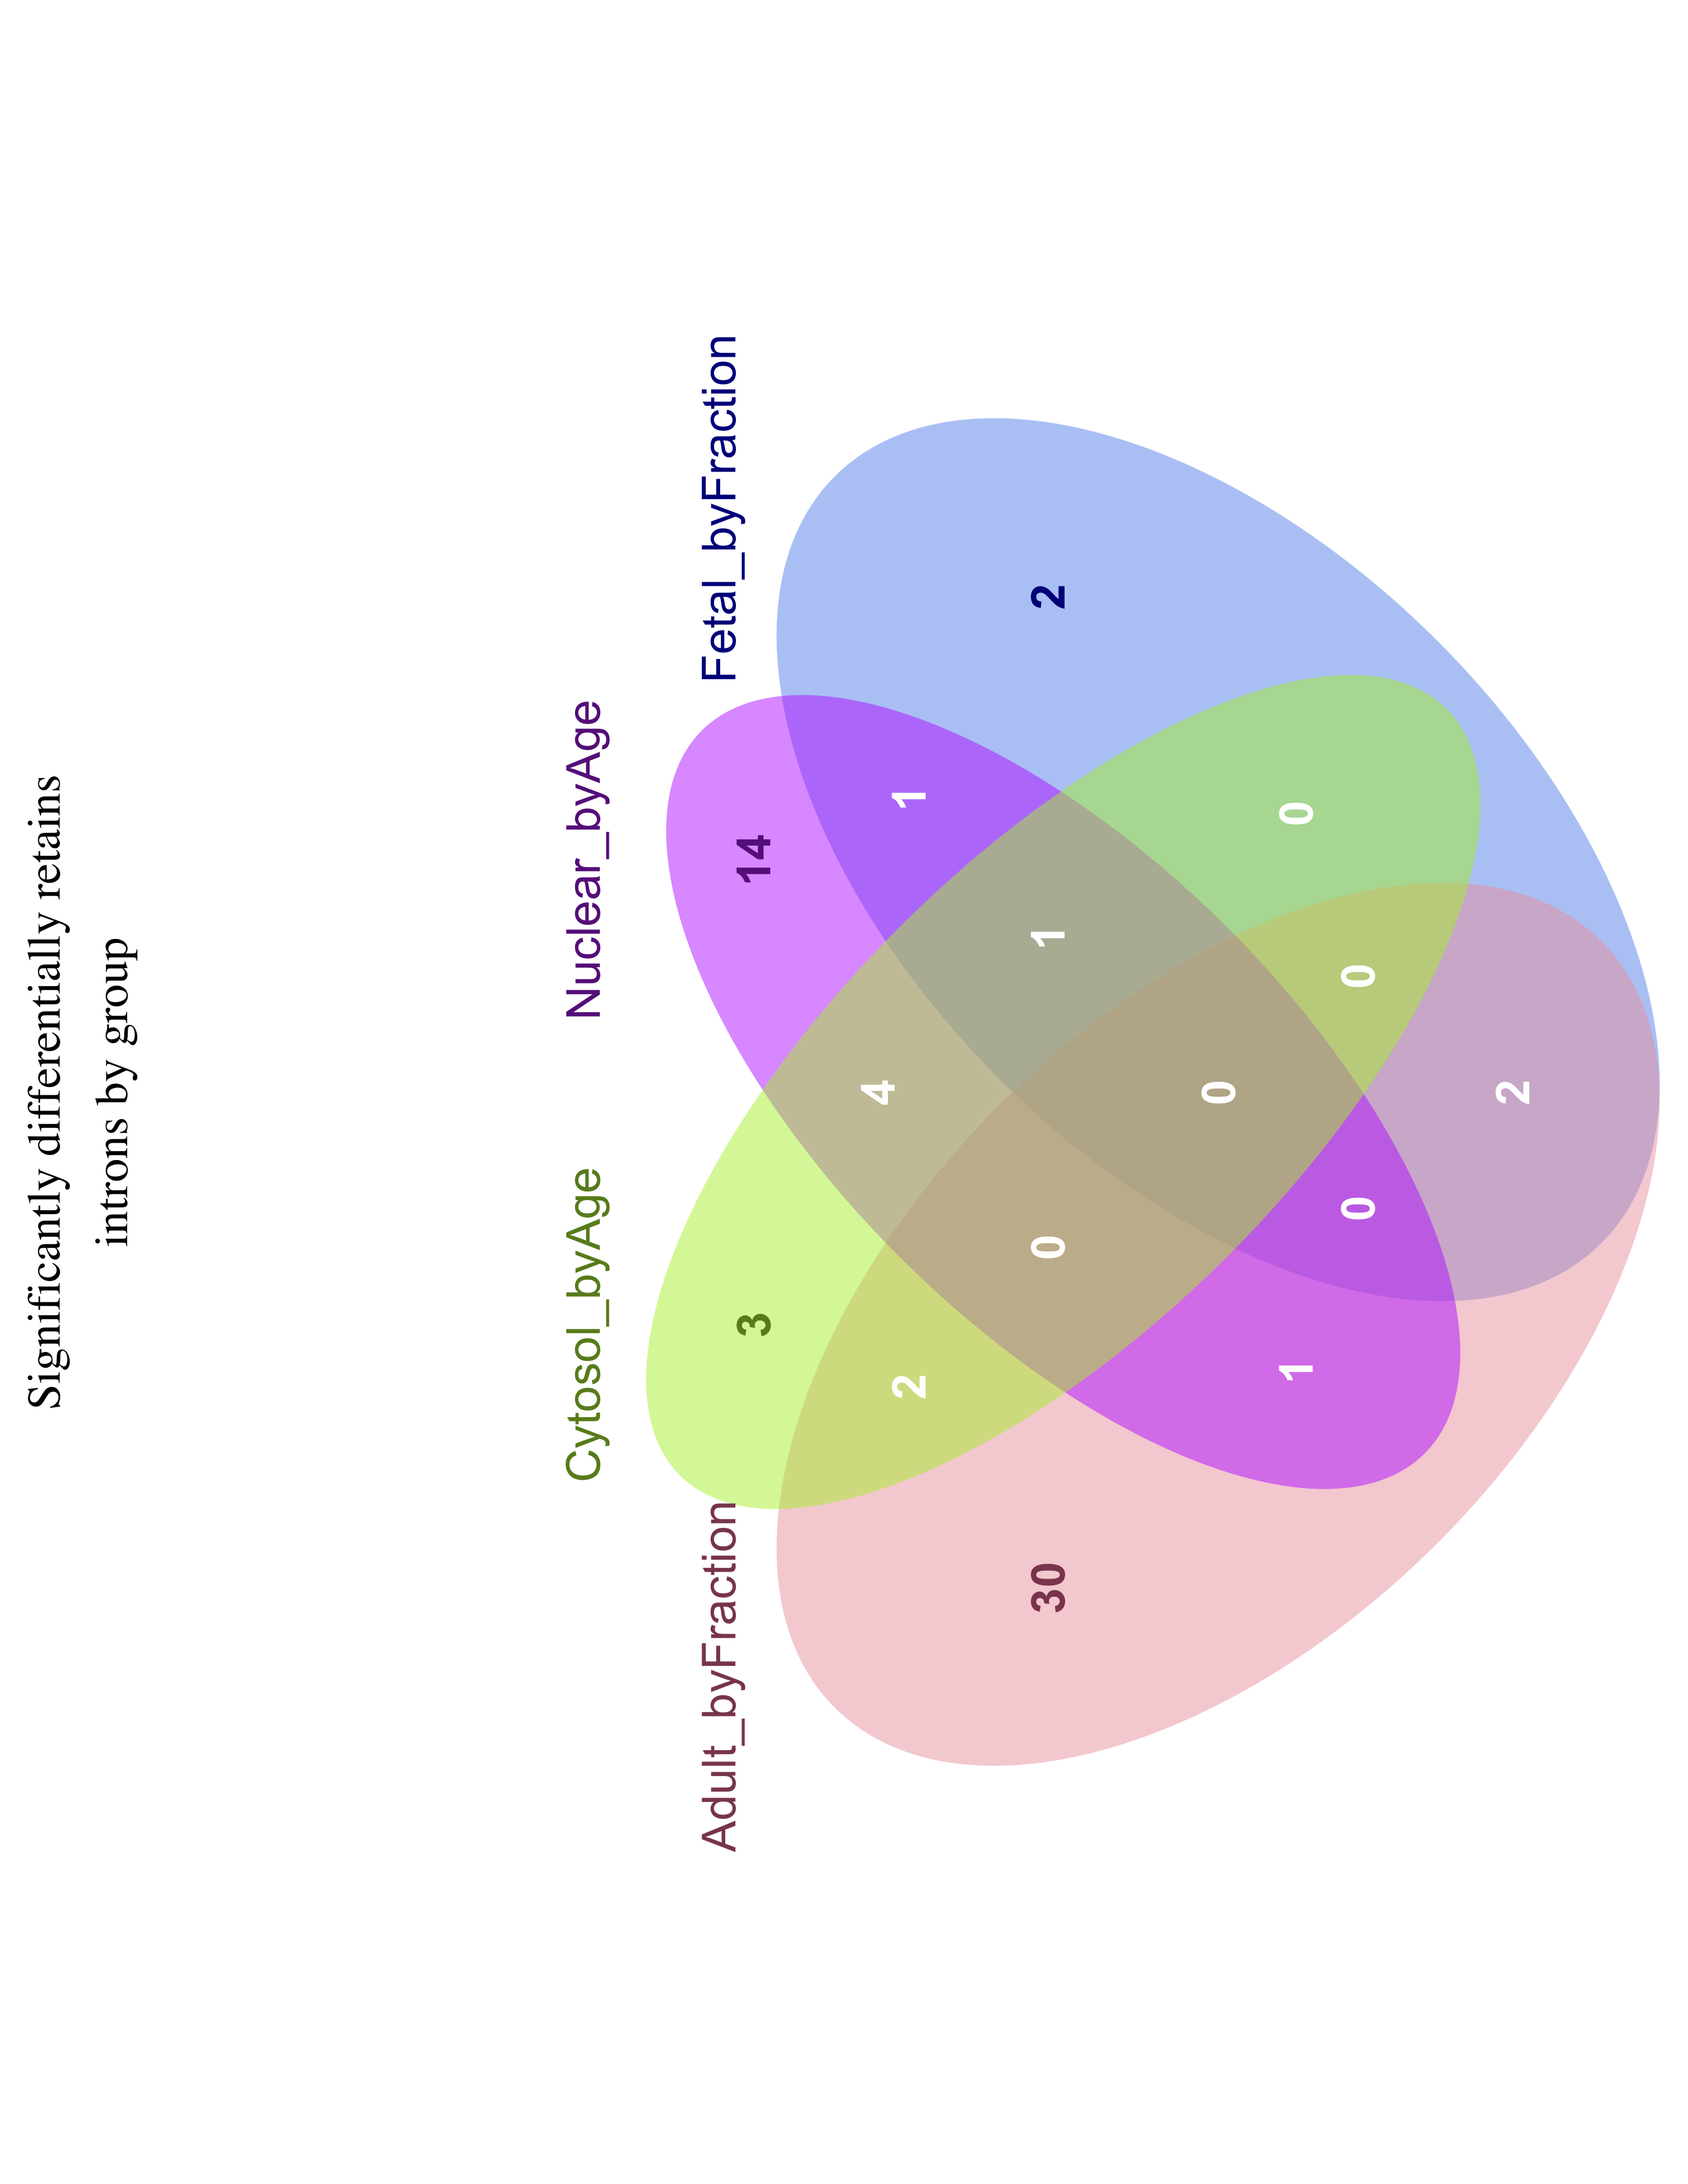 Significantly differentially retains
introns by group
Cytosol_byAge Nuclear_byAge
Adult_byFraction Fetal_byFraction
3 14
4
2 1
30 0 1 2
0
1 0
0 0
2